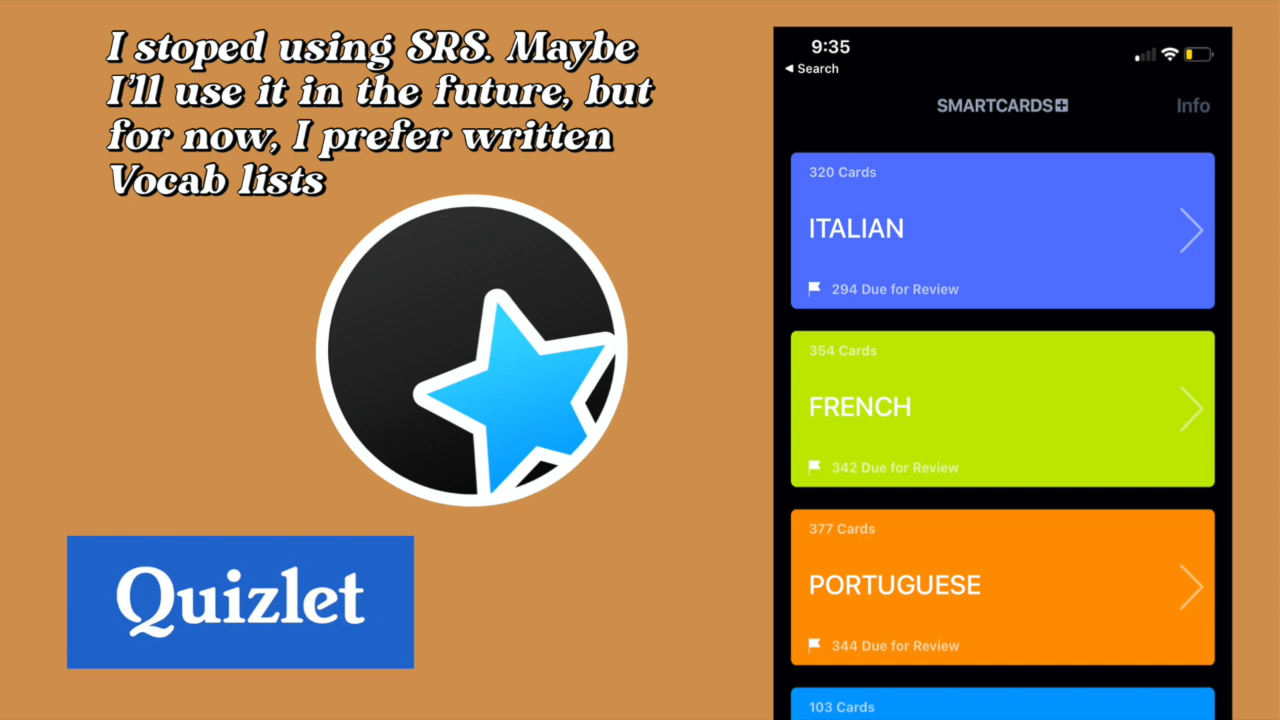 I stoped using SRS. Maybe
I'll use it in the future, but
for now, I prefer written
Vocab lists
Quizlet
9:35
Search
SMARTCARDS
Info
320 Cards
ITALIAN
294 Due for Review
354 Cards
FRENCH
342 Due for Review
377 Cards
PORTUGUESE
344 Due for Review
103 Cards